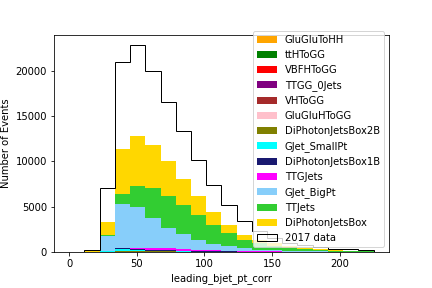 GluGluToHH
ttHToGG
VBFHToGG
TTGG_0Jets
VHToGG
GluGluHToGG
DiPhotonJetsBox2B
GJet_SmallPt
DiPhotonJetsBox1B
TTGJets
GJet_BigPt
TTJets
DiPhotonJetsBox
2017 data
Number of Events
20000
15000
10000
5000
0
0 50 100 150 200
leading_bjet_pt_corr